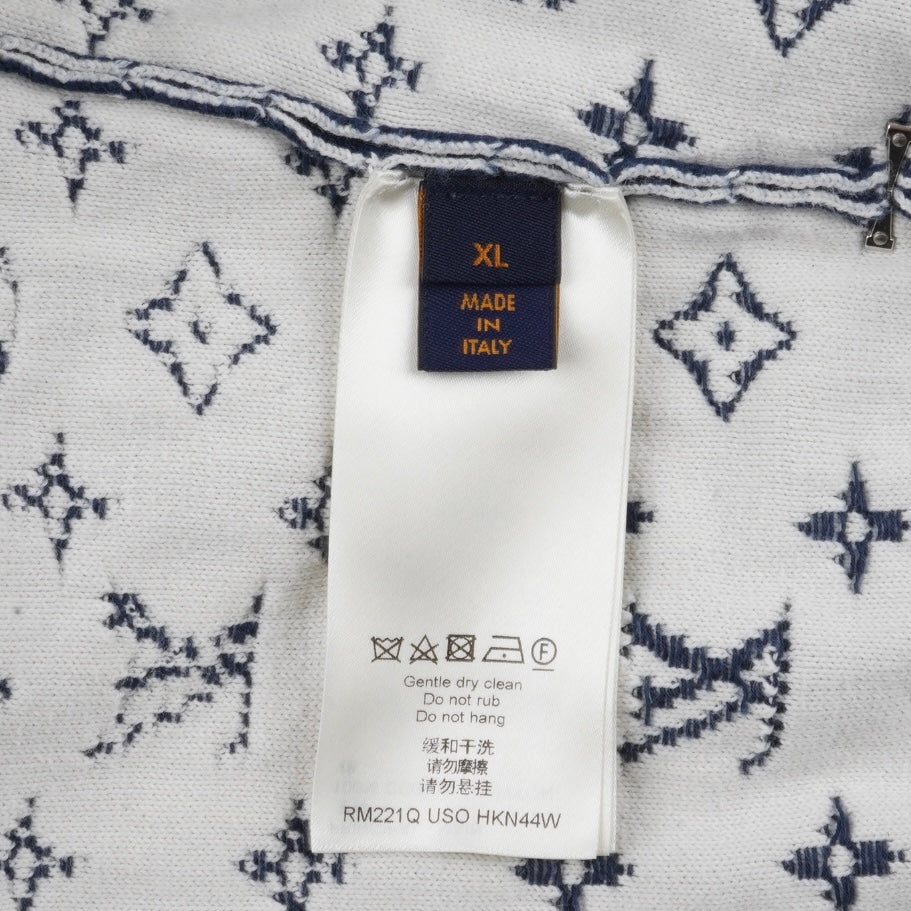 XL
MADE
IN
ITALY
F
Gentle dry clean
Do not rub
Do not hang
缓和干洗
请勿摩擦
请勿悬挂
RM221Q USO HKN44W